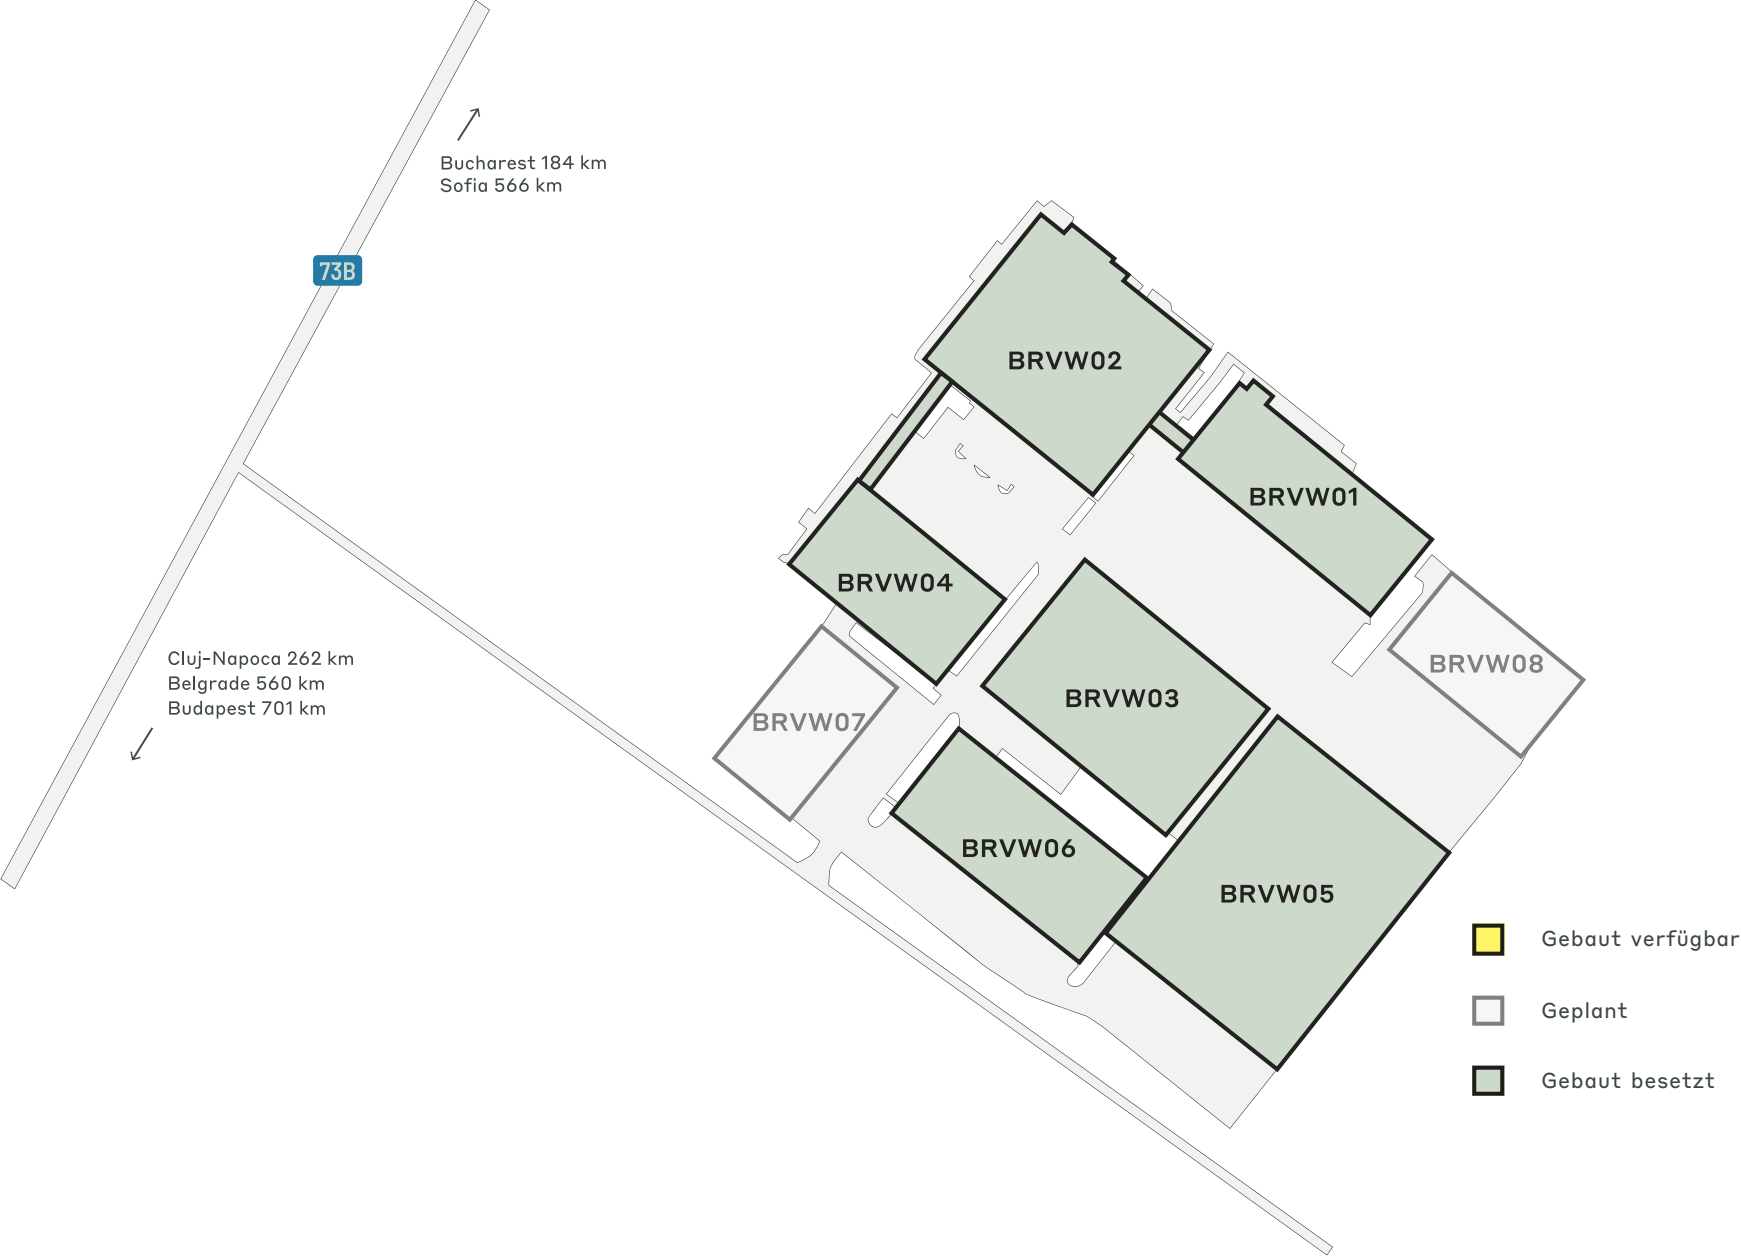 Bucharest 184 km
Sofia 566 km
73B
BRVW02
BRVW01
BRVW04
BRVW08
Cluj-Napoca 262 km
Belgrade 560 km
Budapest 701 km
BRVW03
BRVW07
BRVW06
BRVW05
Gebaut verfügbar
Geplant
Gebaut besetzt